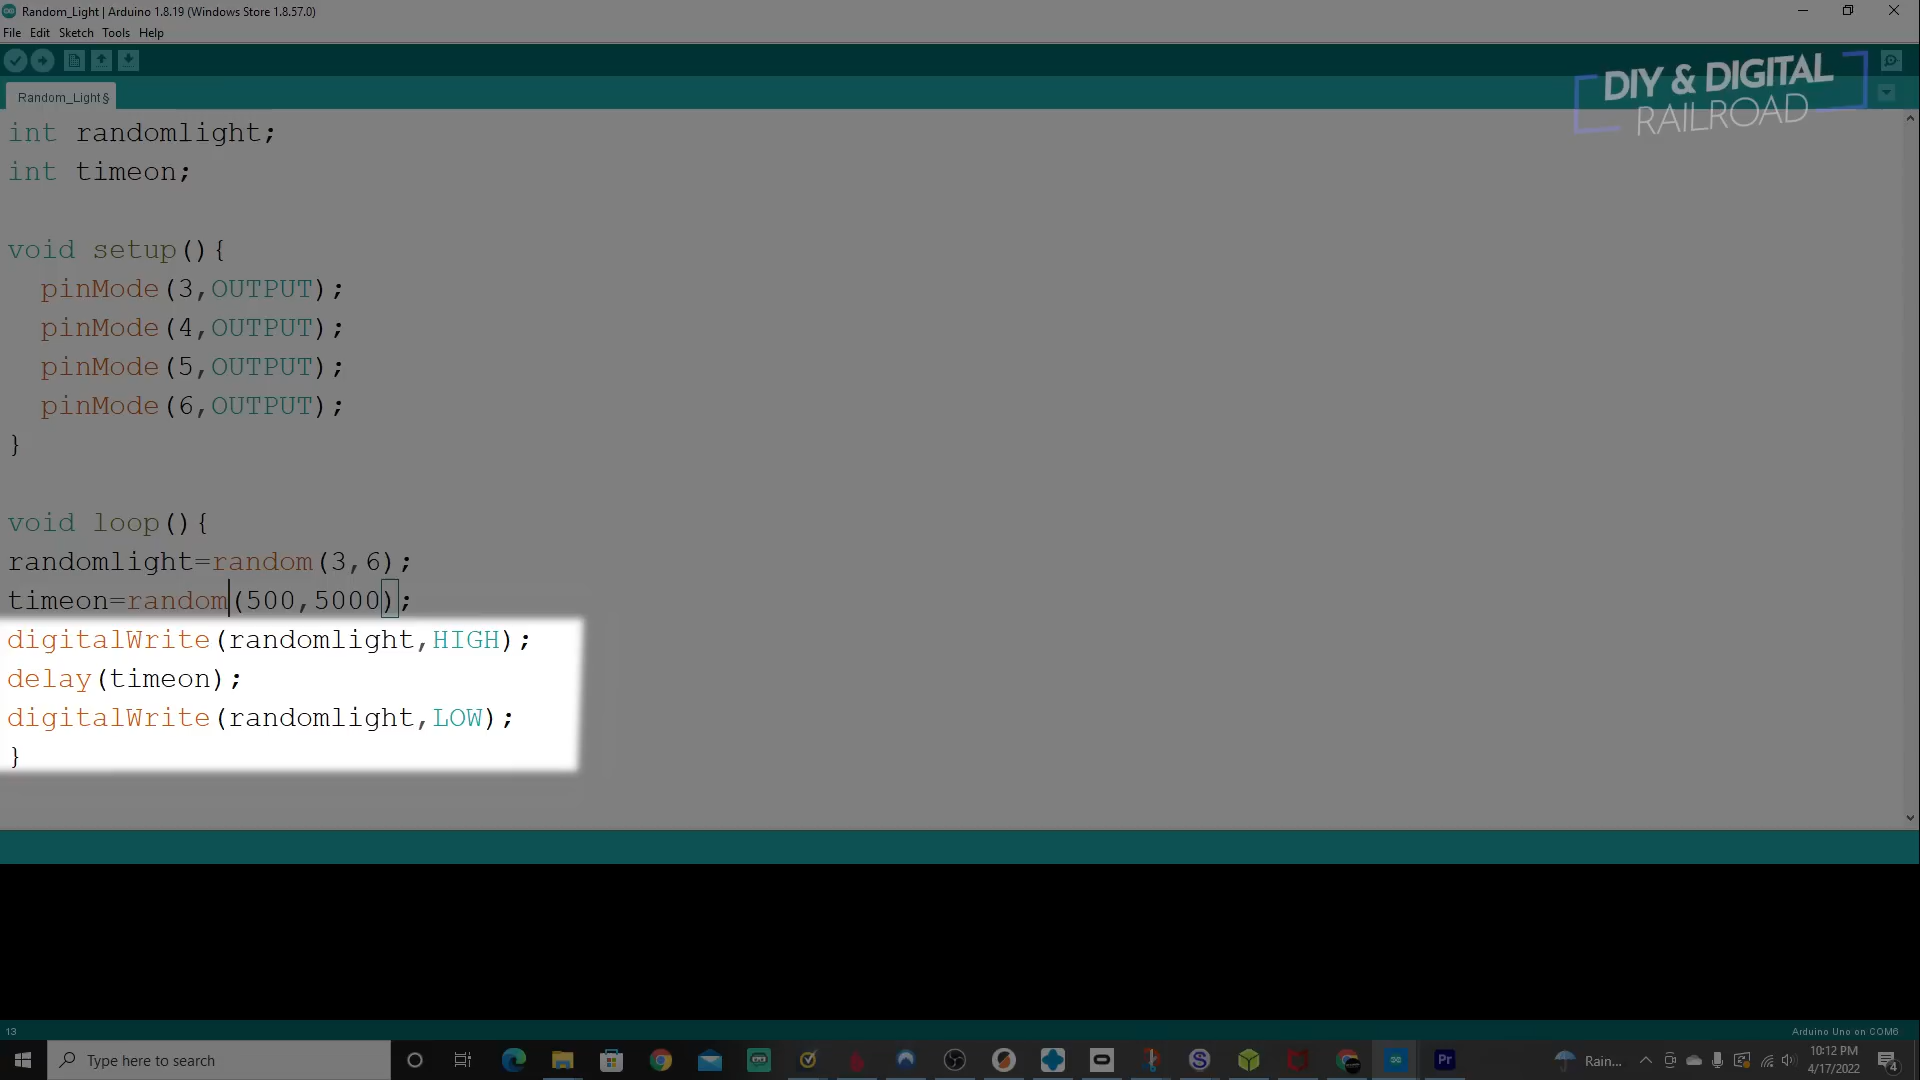 Random_Light | Arduino 1.8.19 (Windows Store 1.8.57.0)
File Edit Sketch Tools Help
DIY & DIGITAL
RAILROAD
Random_Light §
int randomlight;
int timeon;
void setup(){
pinMode(3,OUTPUT);
pinMode(4,OUTPUT);
pinMode(5,OUTPUT);
pinMode(6,OUTPUT);
}
void loop(){
randomlight=random(3,6);
timeon=random(500,5000);
digitalWrite(randomlight,HIGH);
delay(timeon);
digitalWrite(randomlight,LOW);
}
13
Arduino Uno on COM6
Type here to search
Pr
Rain...
10:12 PM
4/17/2022
4